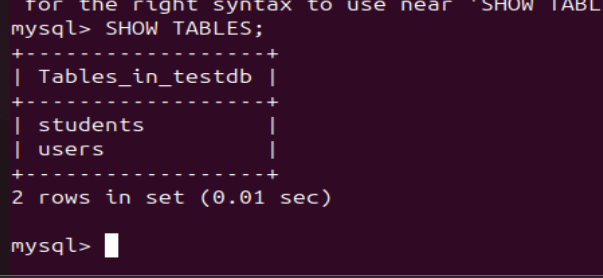 for the right syntax to use near 'SHOW TABL
mysql> SHOW TABLES;
+------------------+
| Tables_in_testdb |
+------------------+
| students         |
| users            |
+------------------+
2 rows in set (0.01 sec)
mysql>